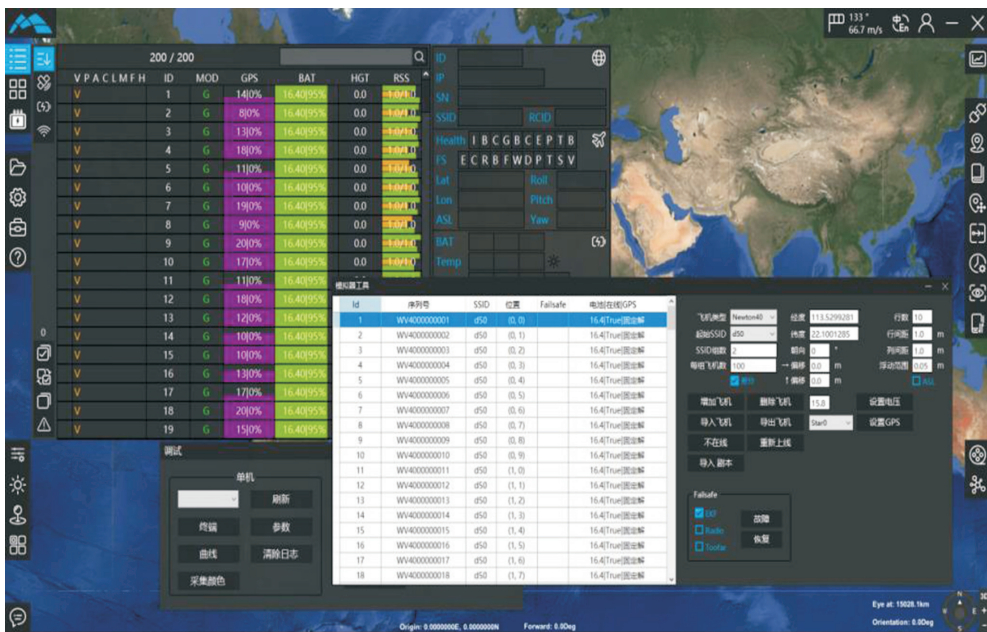 133° 66.7 m/s 中 En
200 / 200
V P A C L M F H ID MOD GPS BAT HGT RSS
V 1 G 14|0% 16.40|95% 0.0
V 2 G 8|0% 16.40|95% 0.0
V 3 G 13|0% 16.40|95% 0.0
V 4 G 18|0% 16.40|95% 0.0
V 5 G 11|0% 16.40|95% 0.0
V 6 G 10|0% 16.40|95% 0.0
V 7 G 19|0% 16.40|95% 0.0
V 8 G 9|0% 16.40|95% 0.0
V 9 G 20|0% 16.40|95% 0.0
V 10 G 17|0% 16.40|95% 0.0
V 11 G 11|0% 16.40|95%
V 12 G 18|0% 16.40|95%
V 13 G 12|0% 16.40|95%
V 14 G 10|0% 16.40|95%
V 15 G 10|0% 16.40|95%
V 16 G 13|0% 16.40|95%
V 17 G 17|0% 16.40|95%
V 18 G 20|0% 16.40|95%
V 19 G 15|0% 16.40|95%
0
ID
IP
SN
SSID RCID
Health I B C G B C E P T B
FS E C R B F W D P T S V
Lat Roll
Lon Pitch
ASL Yaw
BAT
Temp
模拟器工具
Id 序列号 SSID 位置 Failsafe 电池|在线|GPS
1 WV4000000001 d50 (0, 0) 16.4|True|固定解
2 WV4000000002 d50 (0, 1) 16.4|True|固定解
3 WV4000000003 d50 (0, 2) 16.4|True|固定解
4 WV4000000004 d50 (0, 3) 16.4|True|固定解
5 WV4000000005 d50 (0, 4) 16.4|True|固定解
6 WV4000000006 d50 (0, 5) 16.4|True|固定解
7 WV4000000007 d50 (0, 6) 16.4|True|固定解
8 WV4000000008 d50 (0, 7) 16.4|True|固定解
9 WV4000000009 d50 (0, 8) 16.4|True|固定解
10 WV4000000010 d50 (0, 9) 16.4|True|固定解
11 WV4000000011 d50 (1, 0) 16.4|True|固定解
12 WV4000000012 d50 (1, 1) 16.4|True|固定解
13 WV4000000013 d50 (1, 2) 16.4|True|固定解
14 WV4000000014 d50 (1, 3) 16.4|True|固定解
15 WV4000000015 d50 (1, 4) 16.4|True|固定解
16 WV4000000016 d50 (1, 5) 16.4|True|固定解
17 WV4000000017 d50 (1, 6) 16.4|True|固定解
18 WV4000000018 d50 (1, 7) 16.4|True|固定解
飞机类型 Newton40 经度 113.5299281 行数 10
起始SSID d50 纬度 22.1001285 行间距 1.0 m
SSID组数 2 朝向 0 ° 列间距 1.0 m
每组飞机数 100 →偏移 0.0 m 浮动范围 0.05 m
↑偏移 0.0 m ASL
增加飞机 删除飞机 15.8 设置电压
导入飞机 导出飞机 Star0 设置GPS
不在线 重新上线
导入 剧本
Failsafe
EKF 故障
Radio
Toofar 恢复
调试
单机
刷新
终端 参数
曲线 清除日志
采集颜色
Eye at: 15028.1km
Orientation: 0.0Deg
N
W E
S
Origin: 0.0000000E, 0.0000000N Forward: 0.0Deg